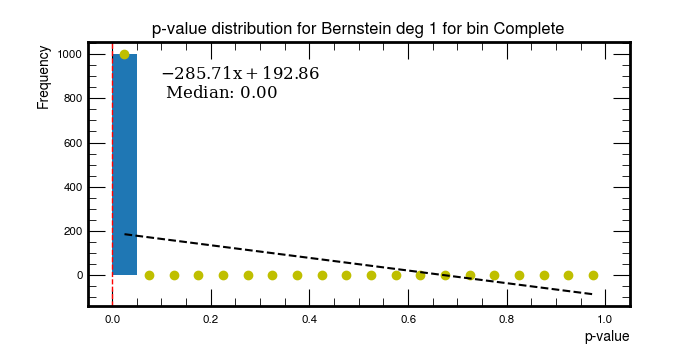 p-value distribution for Bernstein deg 1 for bin Complete
Frequency
1000
800
600
400
200
0
−285.71x + 192.86
Median: 0.00
0.0 0.2 0.4 0.6 0.8 1.0
p-value